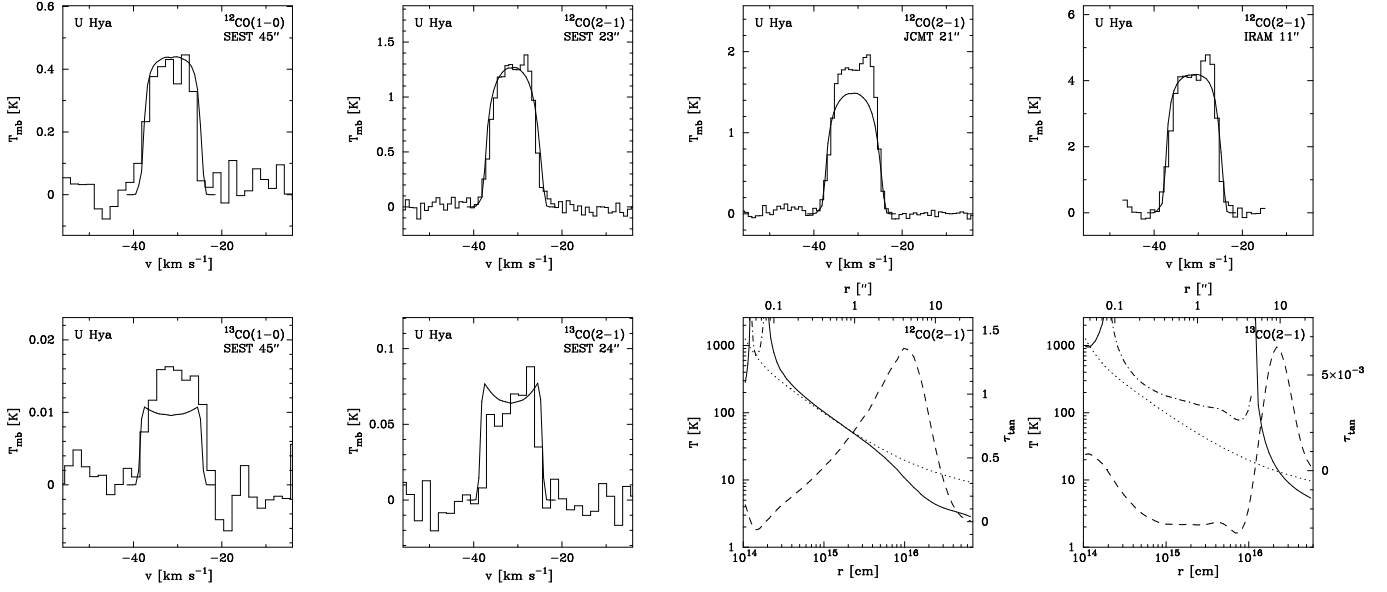 U Hya
¹²CO(1−0)
SEST 45″
0.6
0.4
0.2
0
T_mb [K]
−40
−20
v [km s⁻¹]
U Hya
¹²CO(2−1)
SEST 23″
1.5
1
0.5
0
T_mb [K]
−40
−20
v [km s⁻¹]
U Hya
¹²CO(2−1)
JCMT 21″
2
1
0
T_mb [K]
−40
−20
v [km s⁻¹]
U Hya
¹²CO(2−1)
IRAM 11″
6
4
2
0
T_mb [K]
−40
−20
v [km s⁻¹]
U Hya
¹³CO(1−0)
SEST 45″
0.02
0.01
0
T_mb [K]
−40
−20
v [km s⁻¹]
U Hya
¹³CO(2−1)
SEST 24″
0.1
0.05
0
T_mb [K]
−40
−20
v [km s⁻¹]
r [″]
0.1
1
10
¹²CO(2−1)
1000
100
10
1
T [K]
1.5
1
0.5
0
τ_tan
10¹⁴
10¹⁵
10¹⁶
r [cm]
r [″]
0.1
1
10
¹³CO(2−1)
1000
100
10
1
T [K]
5×10⁻³
0
τ_tan
10¹⁴
10¹⁵
10¹⁶
r [cm]